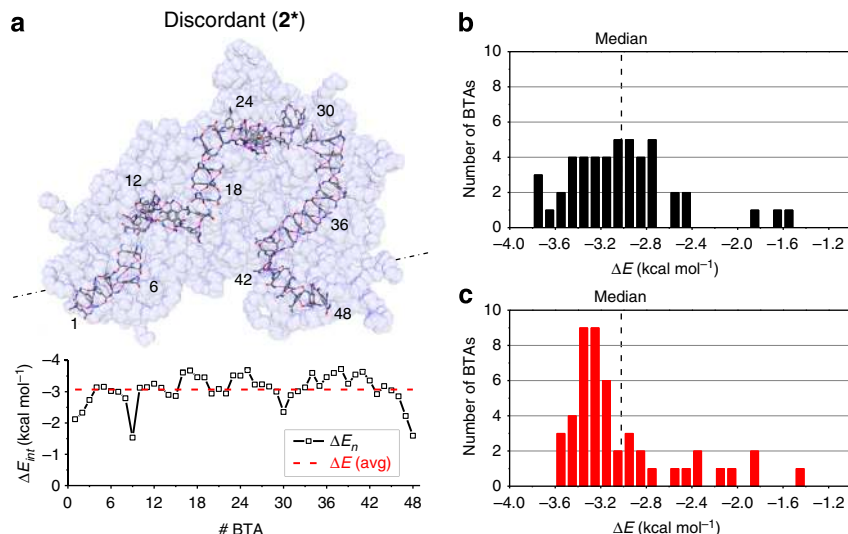 a
Discordant (2*)
24
30
12
18
36
6
42
1
48
ΔEint (kcal mol–1)
–4
–3
–2
–1
0
ΔEn
ΔE (avg)
0 6 12 18 24 30 36 42 48
# BTA
b
Median
Number of BTAs
10
8
6
4
2
0
–4.0 –3.6 –3.2 –2.8 –2.4 –2.0 –1.6 –1.2
ΔE (kcal mol–1)
c
Median
Number of BTAs
10
8
6
4
2
0
–4.0 –3.6 –3.2 –2.8 –2.4 –2.0 –1.6 –1.2
ΔE (kcal mol–1)